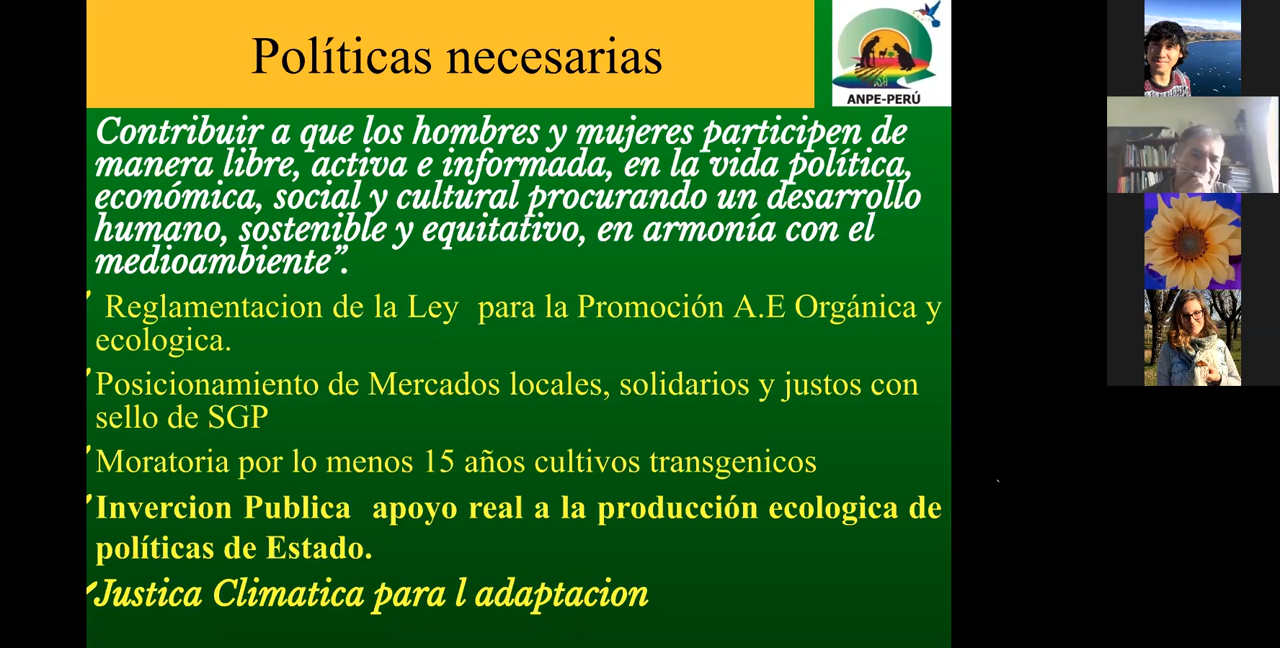 Políticas necesarias
ANPE-PERÚ
Contribuir a que los hombres y mujeres participen de
manera libre, activa e informada, en la vida política,
económica, social y cultural procurando un desarrollo
humano, sostenible y equitativo, en armonía con el
medioambiente”.
Reglamentacion de la Ley para la Promoción A.E Orgánica y
ecologica.
Posicionamiento de Mercados locales, solidarios y justos con
sello de SGP
Moratoria por lo menos 15 años cultivos transgenicos
Invercion Publica apoyo real a la producción ecologica de
políticas de Estado.
Justica Climatica para l adaptacion